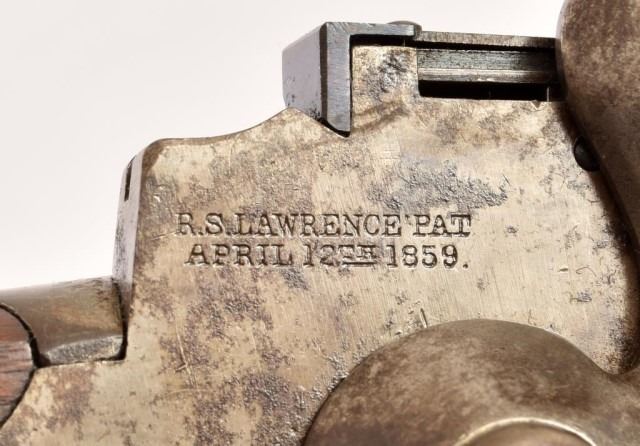 R.S. LAWRENCE PAT
APRIL 12TH 1859.